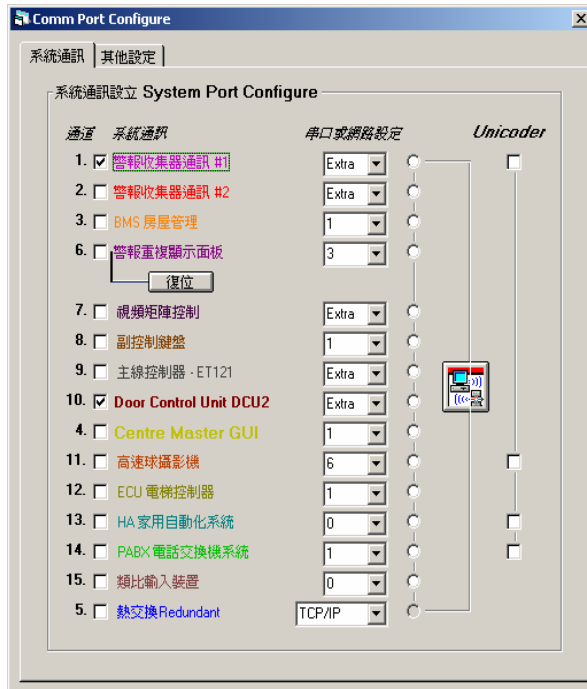 Comm Port Configure
系統通訊 其他設定
系統通訊設立 System Port Configure
通道 系統通訊 串口或網路設定 Unicoder
1. 警報收集器通訊 #1 Extra
2. 警報收集器通訊 #2 Extra
3. BMS 房屋管理 1
6. 警報重複顯示面板 3
復位
7. 視頻矩陣控制 Extra
8. 副控制鍵盤 1
9. 主線控制器 - ET121 Extra
10. Door Control Unit DCU2 Extra
4. Centre Master GUI 1
11. 高速球攝影機 6
12. ECU 電梯控制器 1
13. HA 家用自動化系統 0
14. PABX 電話交換機系統 1
15. 類比輸入裝置 0
5. 熱交換Redundant TCP/IP